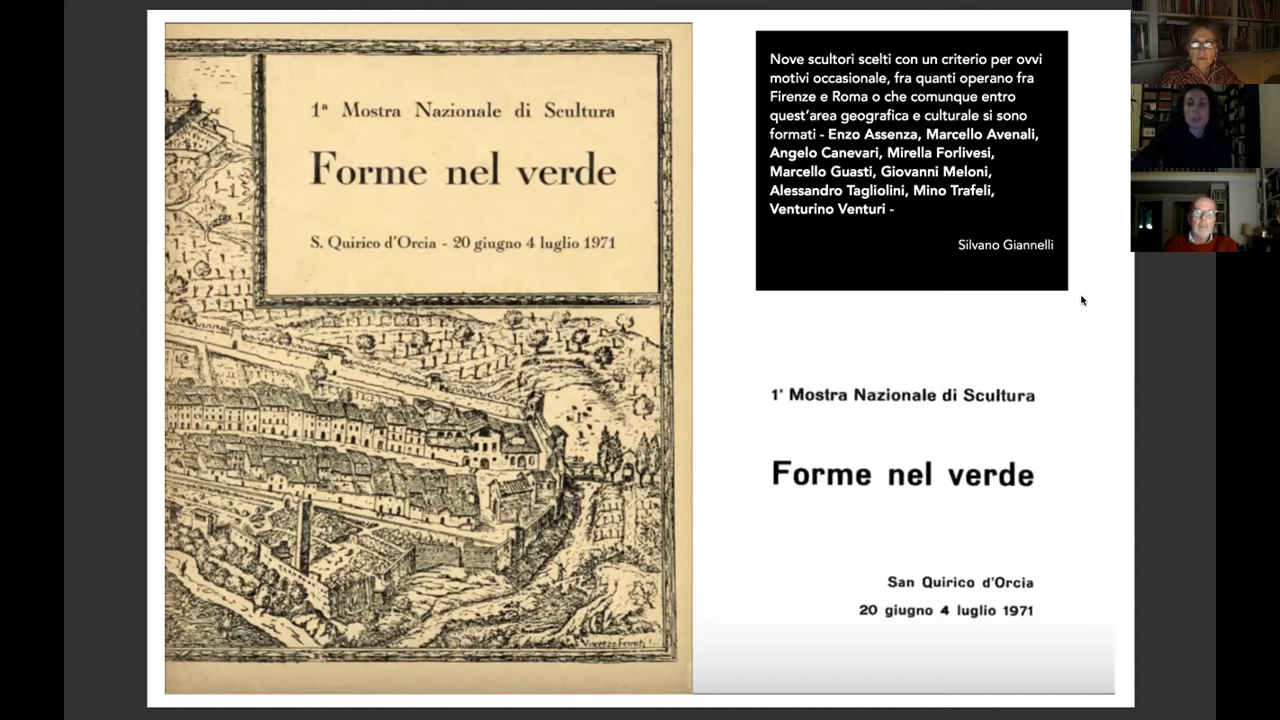 1ª Mostra Nazionale di Scultura
Forme nel verde
S. Quirico d'Orcia - 20 giugno 4 luglio 1971
Nove scultori scelti con un criterio per ovvi
motivi occasionale, fra quanti operano fra
Firenze e Roma o che comunque entro
quest'area geografica e culturale si sono
formati - Enzo Assenza, Marcello Avenali,
Angelo Canevari, Mirella Forlivesi,
Marcello Guasti, Giovanni Meloni,
Alessandro Tagliolini, Mino Trafeli,
Venturino Venturi -
Silvano Giannelli
1ª Mostra Nazionale di Scultura
Forme nel verde
San Quirico d'Orcia
20 giugno 4 luglio 1971